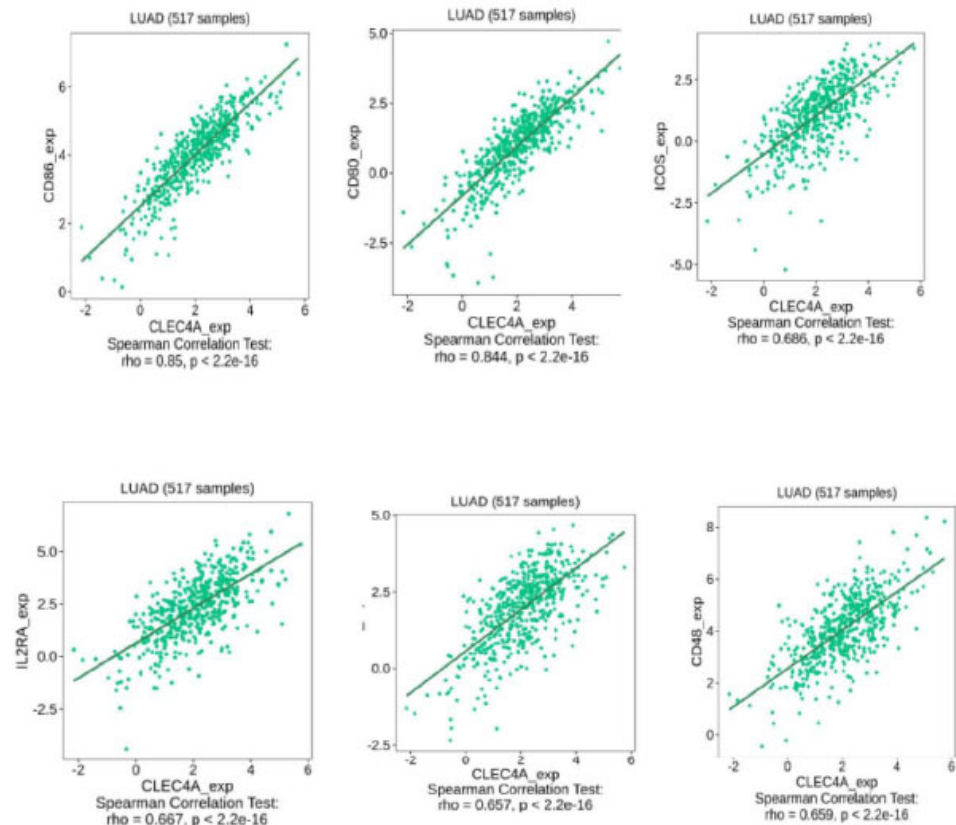 LUAD (517 samples)
CD86_exp
6
4
2
0
-2 0 2 4 6
CLEC4A_exp
Spearman Correlation Test:
rho = 0.85, p < 2.2e-16
LUAD (517 samples)
CD80_exp
5.0
2.5
0.0
-2.5
-2 0 2 4
CLEC4A_exp
Spearman Correlation Test:
rho = 0.844, p < 2.2e-16
LUAD (517 samples)
ICOS_exp
2.5
0.0
-2.5
-5.0
-2 0 2 4 6
CLEC4A_exp
Spearman Correlation Test:
rho = 0.686, p < 2.2e-16
LUAD (517 samples)
IL2RA_exp
5.0
2.5
0.0
-2.5
-2 0 2 4 6
CLEC4A_exp
Spearman Correlation Test:
rho = 0.667, p < 2.2e-16
LUAD (517 samples)
5.0
2.5
0.0
-2.5
-2 0 2 4 6
CLEC4A_exp
Spearman Correlation Test:
rho = 0.657, p < 2.2e-16
LUAD (517 samples)
CD48_exp
8
6
4
2
0
-2 0 2 4 6
CLEC4A_exp
Spearman Correlation Test:
rho = 0.659, p < 2.2e-16